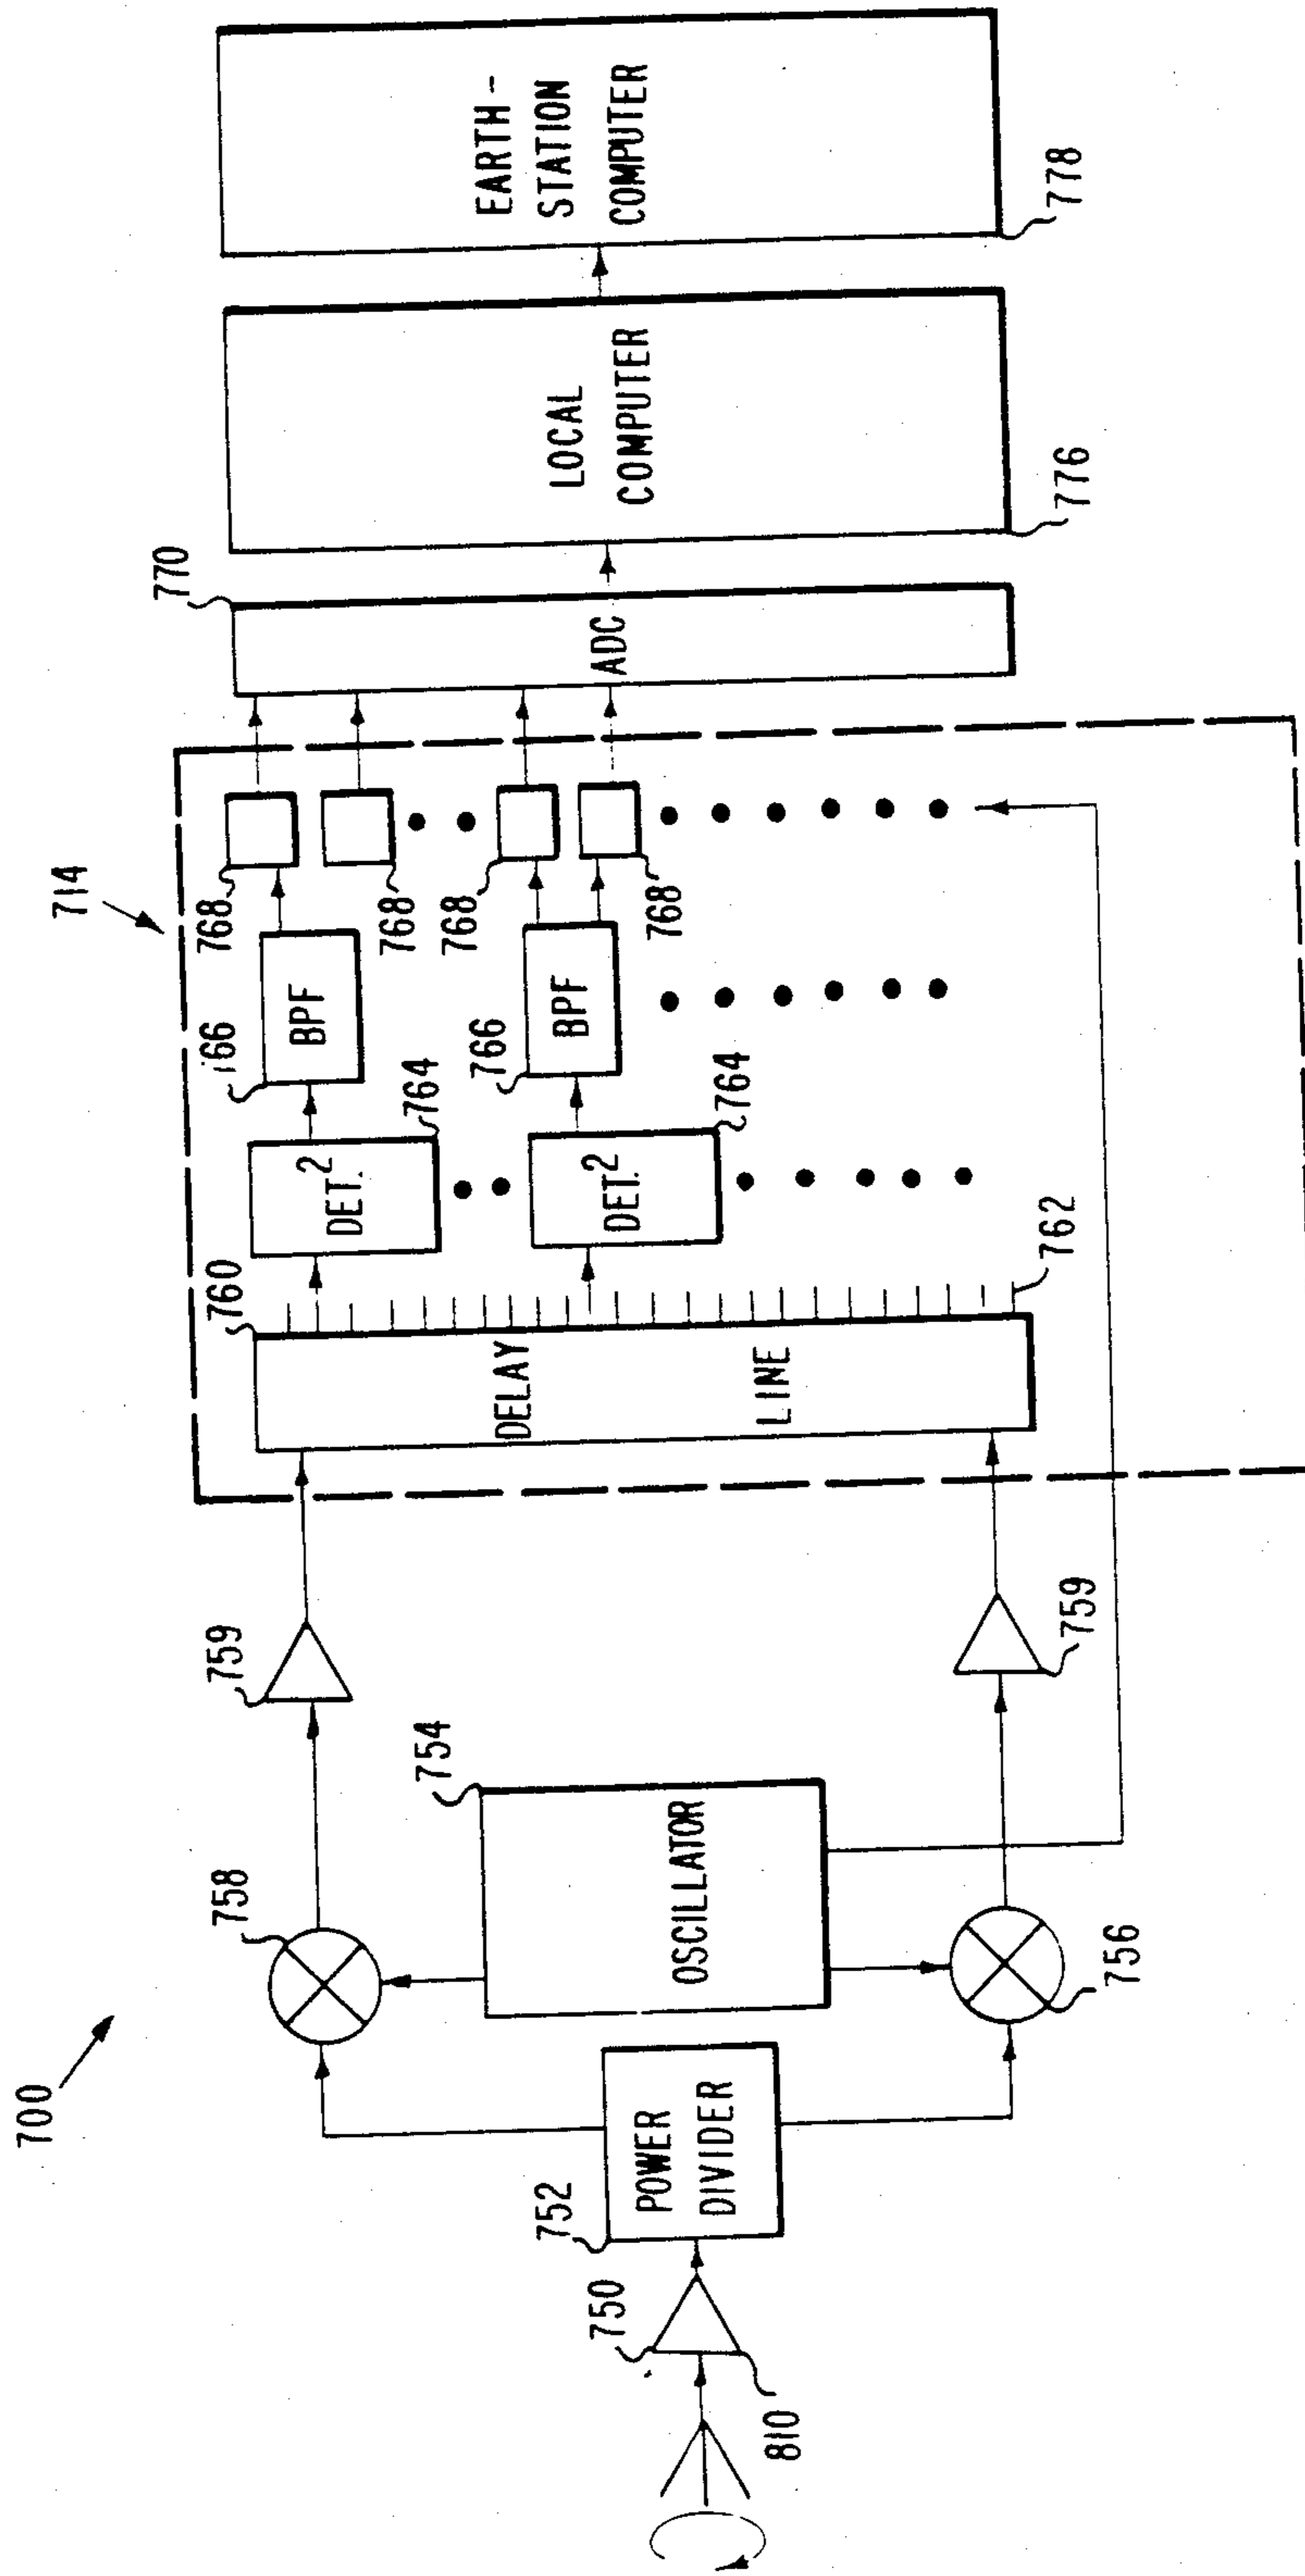 700
810
750
752
POWER
DIVIDER
758
754
OSCILLATOR
756
759
759
714
760
DELAY
LINE
762
DET.²
764
DET.²
764
766
BPF
766
BPF
768
768
768
768
770
ADC
LOCAL
COMPUTER
776
EARTH-
STATION
COMPUTER
778